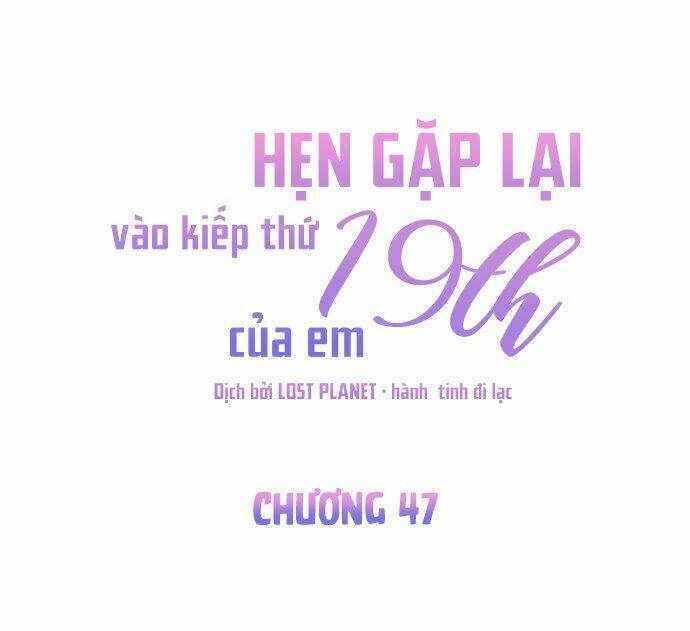 HẸN GẶP LẠI
vào kiếp thứ 19th
của em
Dịch bởi LOST PLANET · hành tinh đi lạc
CHƯƠNG 47